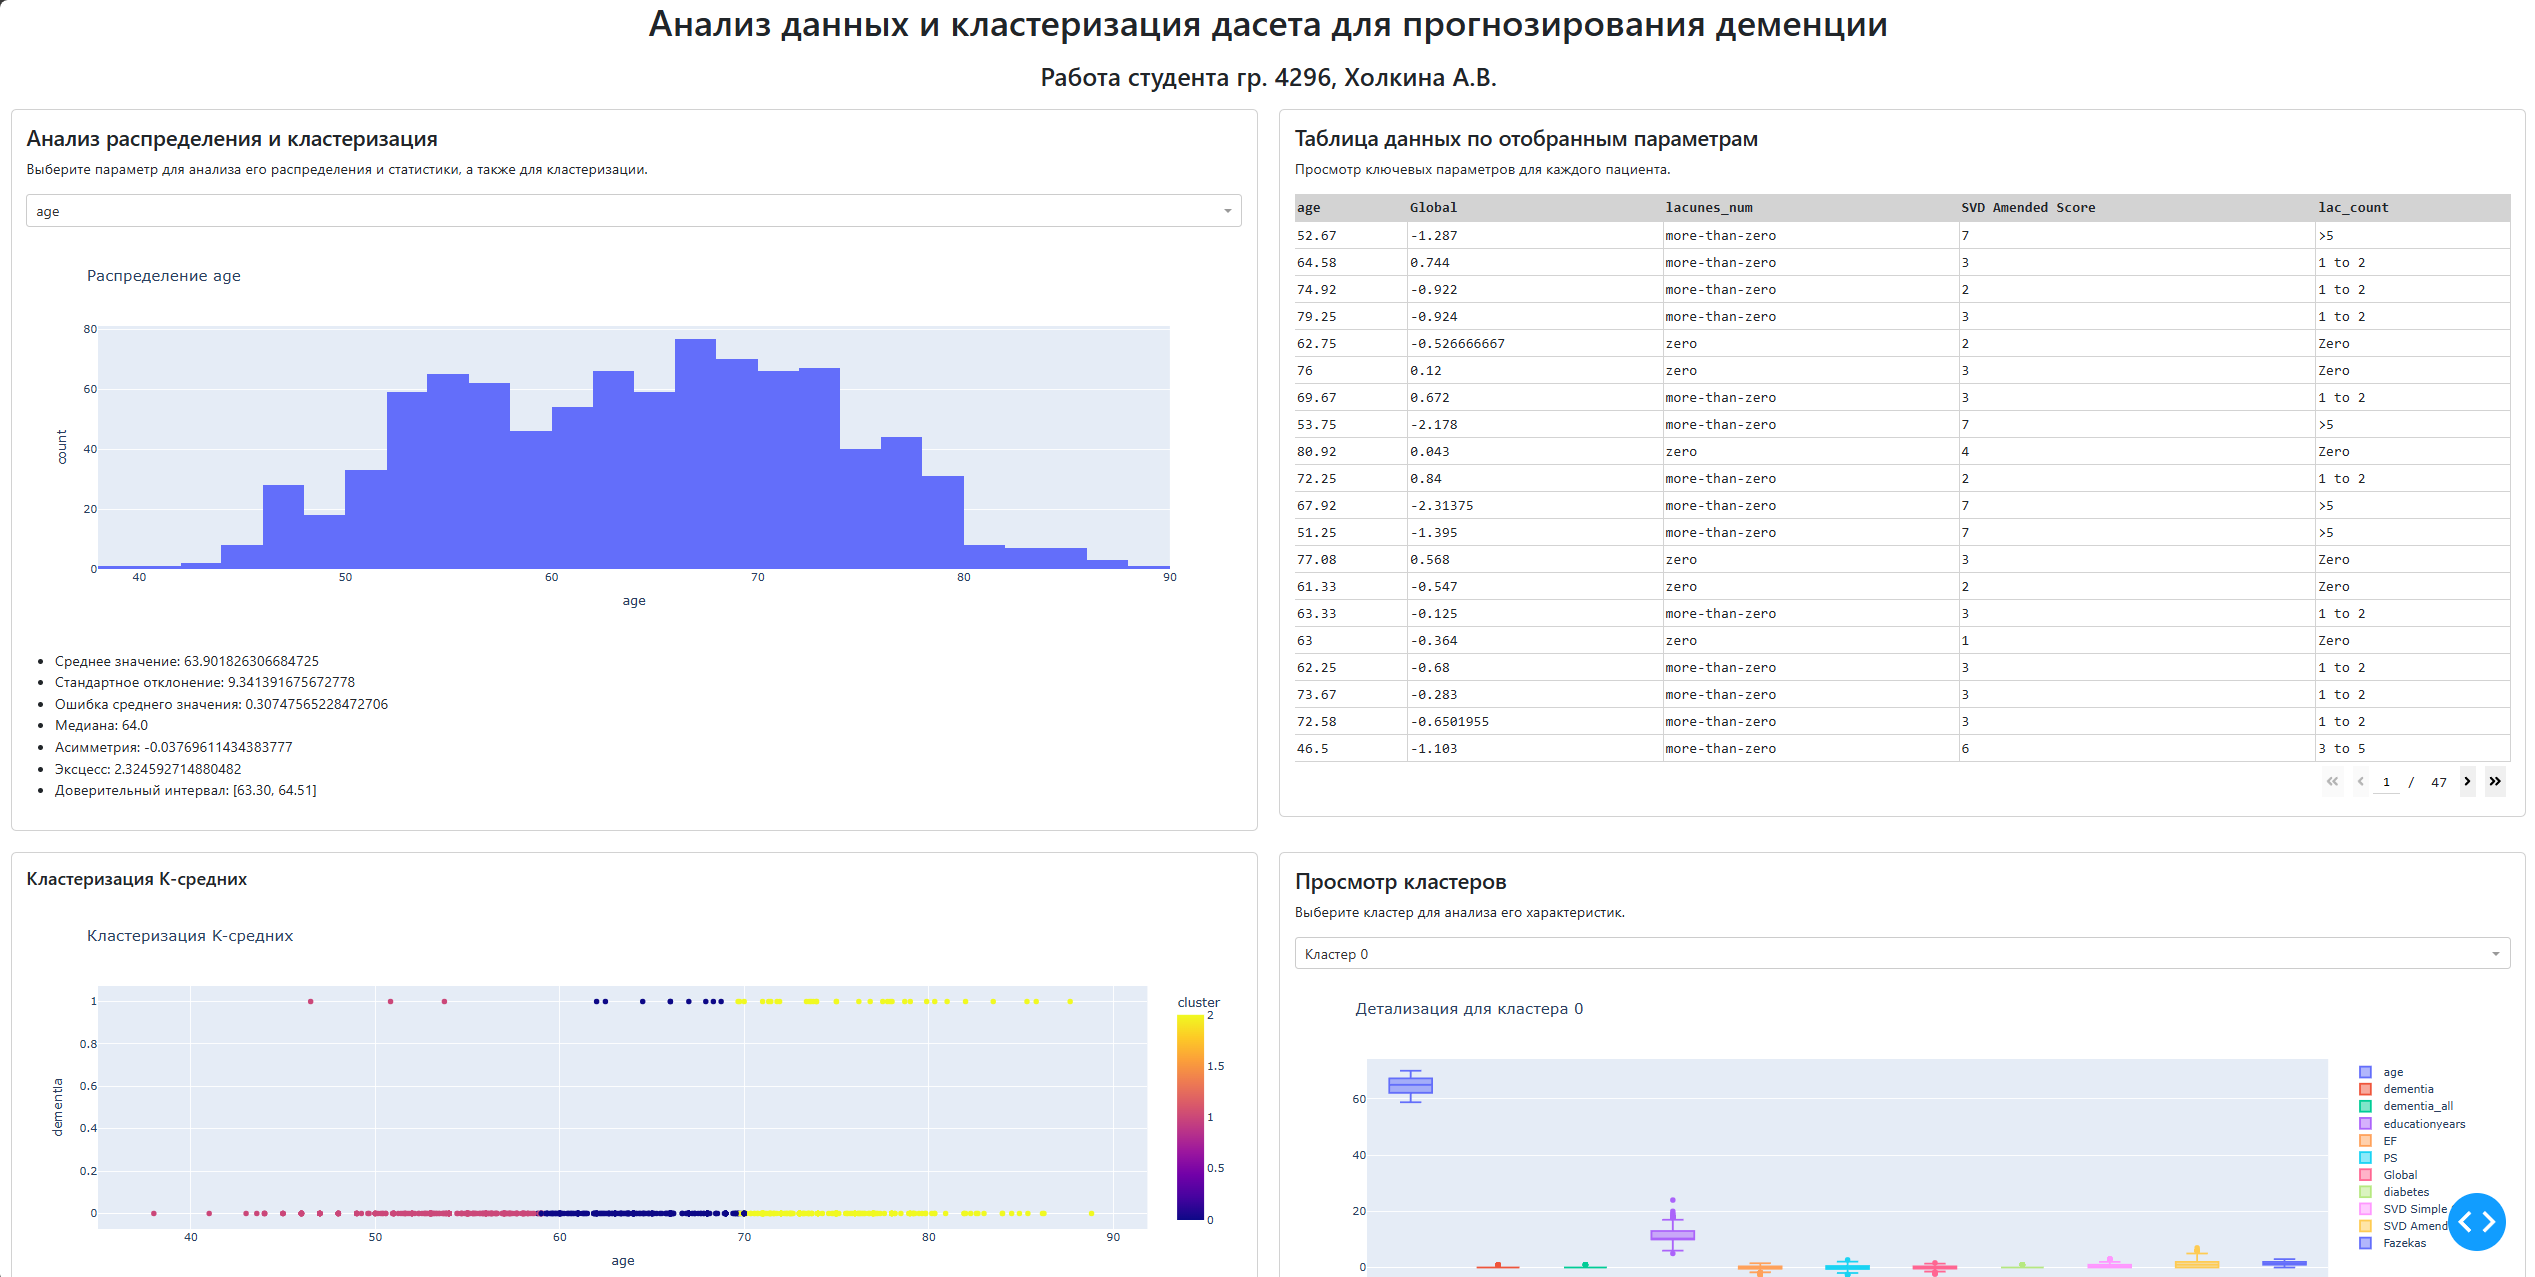 Анализ данных и кластеризация дасета для прогнозирования деменции
Работа студента гр. 4296, Холкина А.В.
Анализ распределения и кластеризация
Выберите параметр для анализа его распределения и статистики, а также для кластеризации.
age
Распределение age
80
60
40
20
0
count
40 50 60 70 80 90
age
Среднее значение: 63.901826306684725
Стандартное отклонение: 9.341391675672778
Ошибка среднего значения: 0.30747565228472706
Медиана: 64.0
Асимметрия: -0.03769611434383777
Эксцесс: 2.324592714880482
Доверительный интервал: [63.30, 64.51]
Таблица данных по отобранным параметрам
Просмотр ключевых параметров для каждого пациента.
age Global lacunes_num SVD Amended Score lac_count
52.67 -1.287 more-than-zero 7 >5
64.58 0.744 more-than-zero 3 1 to 2
74.92 -0.922 more-than-zero 2 1 to 2
79.25 -0.924 more-than-zero 3 1 to 2
62.75 -0.526666667 zero 2 Zero
76 0.12 zero 3 Zero
69.67 0.672 more-than-zero 3 1 to 2
53.75 -2.178 more-than-zero 7 >5
80.92 0.043 zero 4 Zero
72.25 0.84 more-than-zero 2 1 to 2
67.92 -2.31375 more-than-zero 7 >5
51.25 -1.395 more-than-zero 7 >5
77.08 0.568 zero 3 Zero
61.33 -0.547 zero 2 Zero
63.33 -0.125 more-than-zero 3 1 to 2
63 -0.364 zero 1 Zero
62.25 -0.68 more-than-zero 3 1 to 2
73.67 -0.283 more-than-zero 3 1 to 2
72.58 -0.6501955 more-than-zero 3 1 to 2
46.5 -1.103 more-than-zero 6 3 to 5
1 / 47
Кластеризация К-средних
Кластеризация К-средних
1
0.8
0.6
0.4
0.2
0
dementia
40 50 60 70 80 90
age
cluster
2
1.5
1
0.5
0
Просмотр кластеров
Выберите кластер для анализа его характеристик.
Кластер 0
Детализация для кластера 0
60
40
20
0
age
dementia
dementia_all
educationyears
EF
PS
Global
diabetes
SVD Simple
SVD Amend
Fazekas